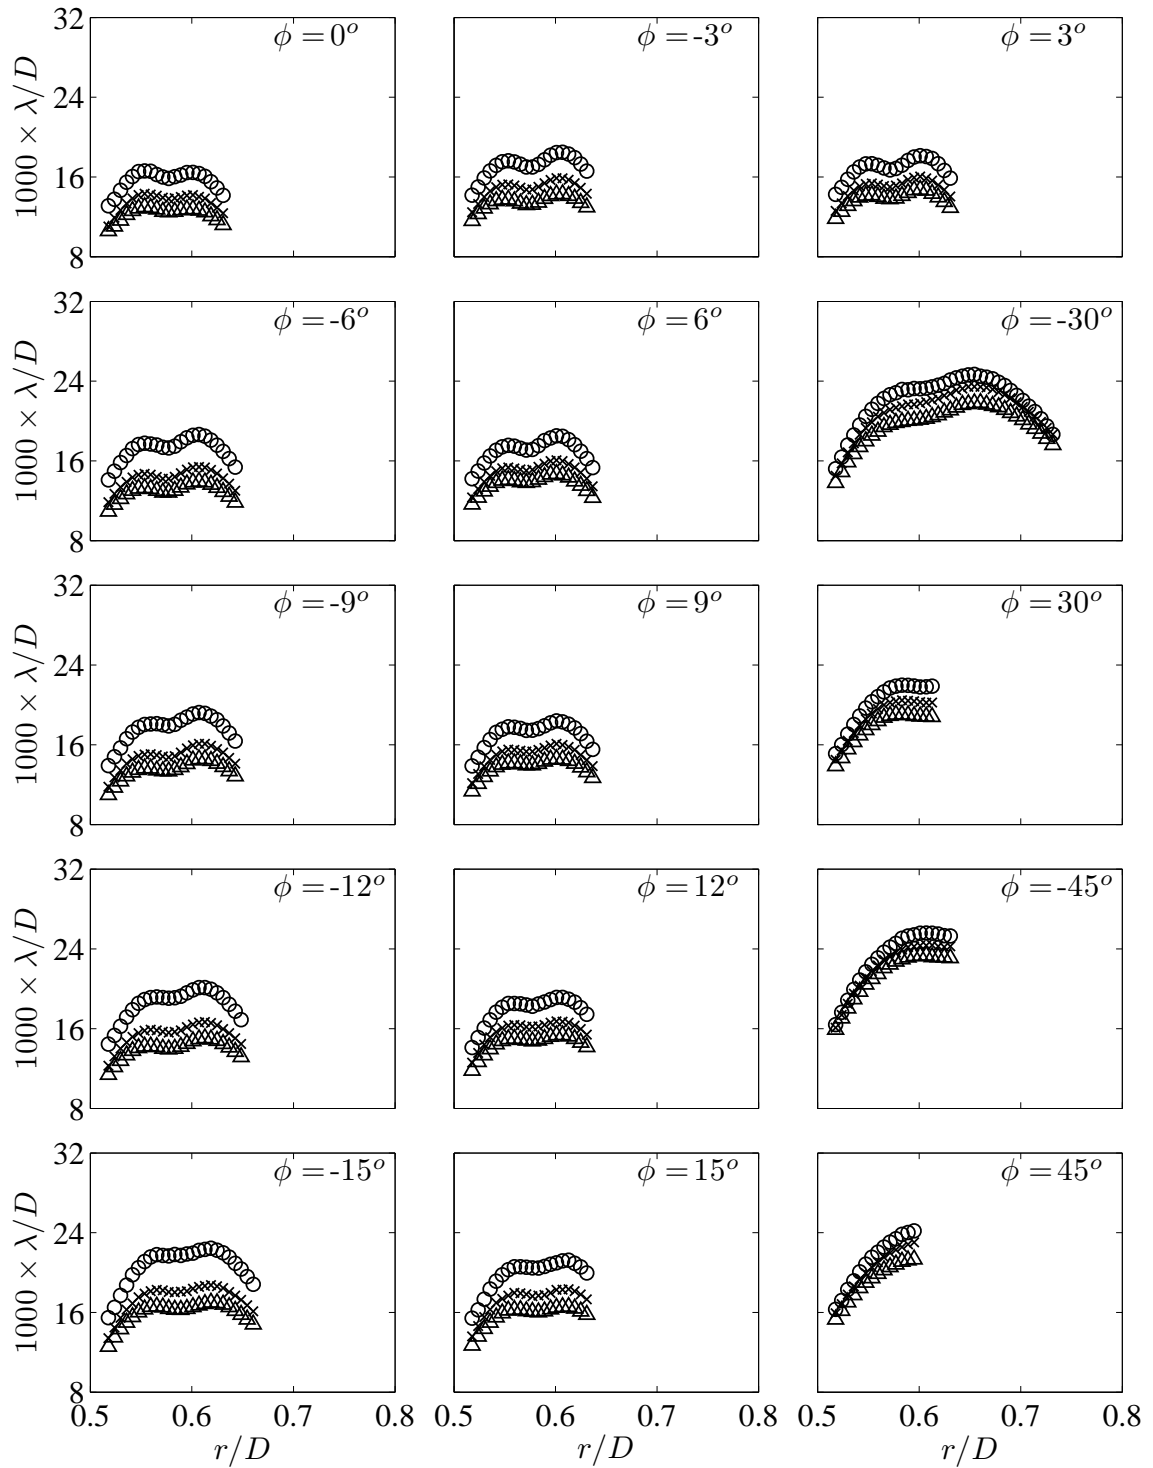 32
24
16
8
1000 × λ/D
ϕ = 0°
ϕ = -3°
ϕ = 3°
32
24
16
8
1000 × λ/D
ϕ = -6°
ϕ = 6°
ϕ = -30°
32
24
16
8
1000 × λ/D
ϕ = -9°
ϕ = 9°
ϕ = 30°
32
24
16
8
1000 × λ/D
ϕ = -12°
ϕ = 12°
ϕ = -45°
32
24
16
8
1000 × λ/D
ϕ = -15°
ϕ = 15°
ϕ = 45°
0.5 0.6 0.7 0.8
0.5 0.6 0.7 0.8
0.5 0.6 0.7 0.8
r/D
r/D
r/D